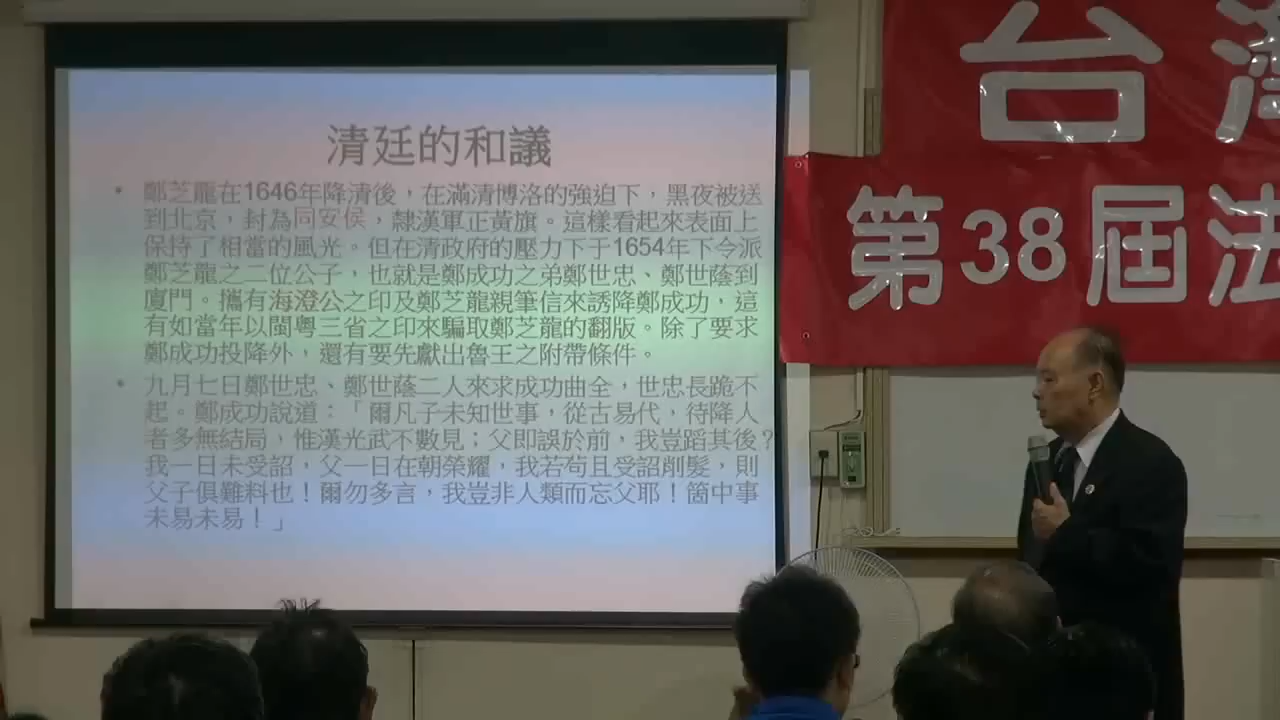 清廷的和議
• 鄭芝龍在1646年降清後，在滿清博洛的強迫下，黑夜被送
到北京，封為同安侯，隸漢軍正黃旗。這樣看起來表面上
保持了相當的風光。但在清政府的壓力下于1654年下令派
鄭芝龍之二位公子，也就是鄭成功之弟鄭世忠、鄭世蔭到
廈門。攜有海澄公之印及鄭芝龍親筆信來誘降鄭成功，這
有如當年以閩粵三省之印來騙取鄭芝龍的翻版。除了要求
鄭成功投降外，還有要先獻出魯王之附帶條件。
• 九月七日鄭世忠、鄭世蔭二人來求成功曲全，世忠長跪不
起。鄭成功說道：「爾凡子未知世事，從古易代，待降人
者多無結局，惟漢光武不數見；父即誤於前，我豈蹈其後？
我一日未受詔，父一日在朝榮耀，我若苟且受詔削髮，則
父子俱難料也！爾勿多言，我豈非人類而忘父耶！箇中事
未易未易！」
台灣
第38屆法